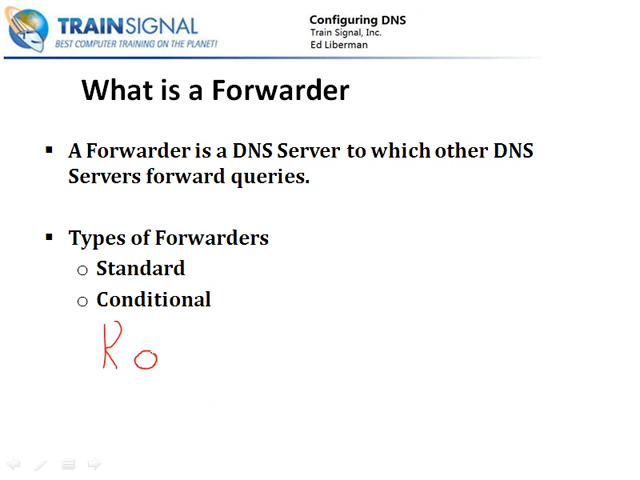 TRAINSIGNAL
BEST COMPUTER TRAINING ON THE PLANET!
Configuring DNS
Train Signal, Inc.
Ed Liberman
What is a Forwarder
▪ A Forwarder is a DNS Server to which other DNS
Servers forward queries.
▪ Types of Forwarders
o Standard
o Conditional
Ro